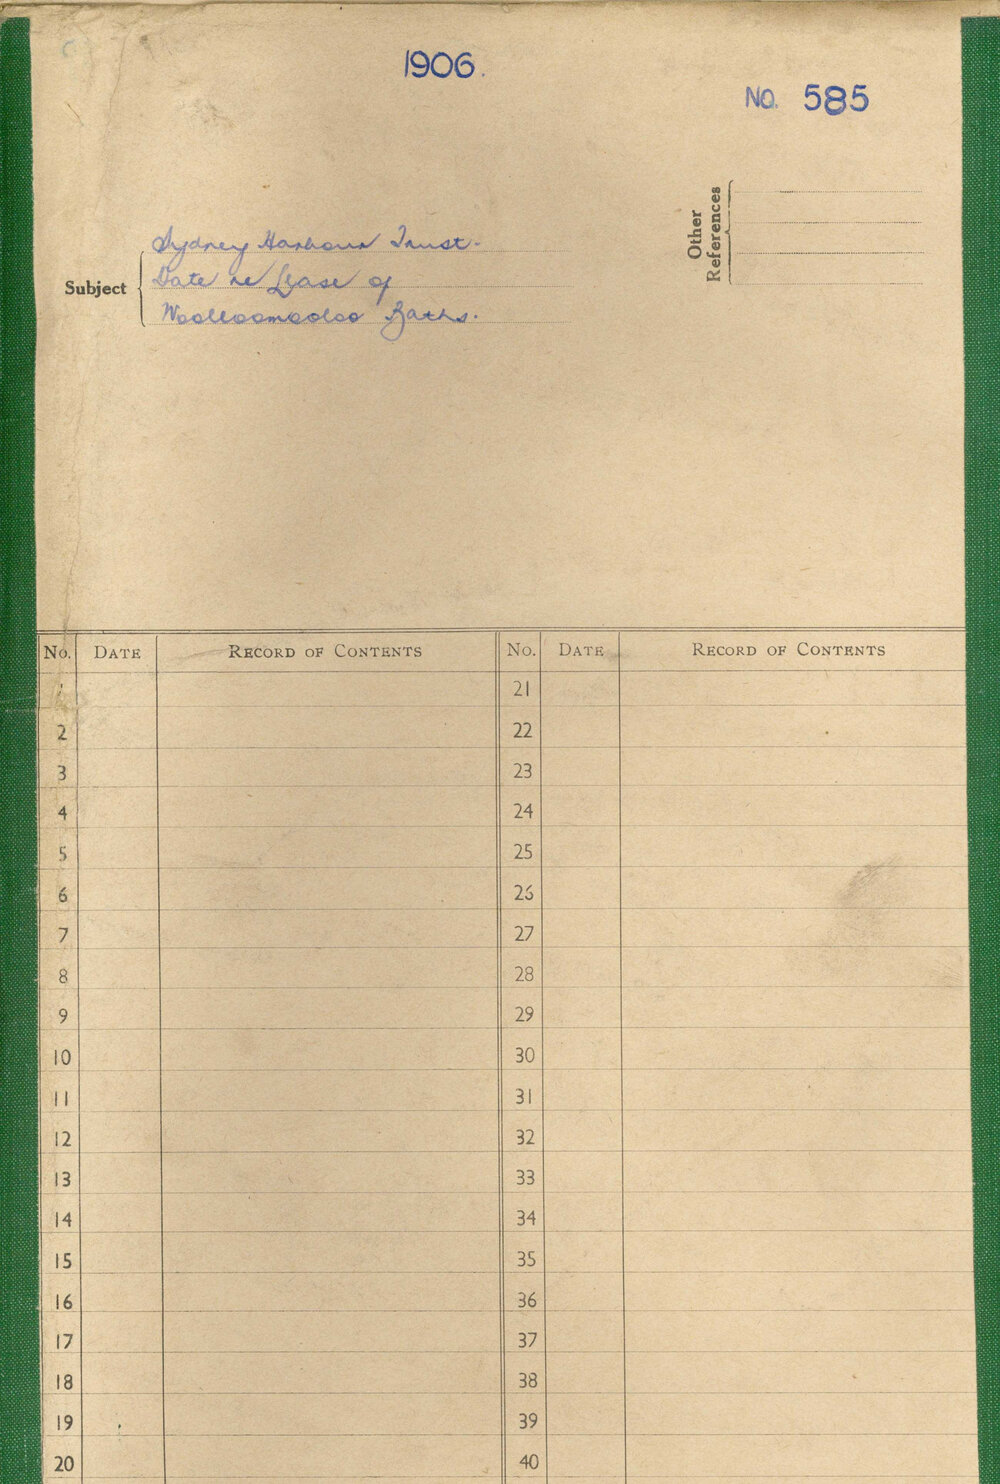 1906.
No. 585
Other
References
Sydney Harbour Trust.
Subject
Date re Lease of
Woolloomooloo Baths.
No. DATE RECORD OF CONTENTS No. DATE RECORD OF CONTENTS
1 21
2 22
3 23
4 24
5 25
6 26
7 27
8 28
9 29
10 30
11 31
12 32
13 33
14 34
15 35
16 36
17 37
18 38
19 39
20 40